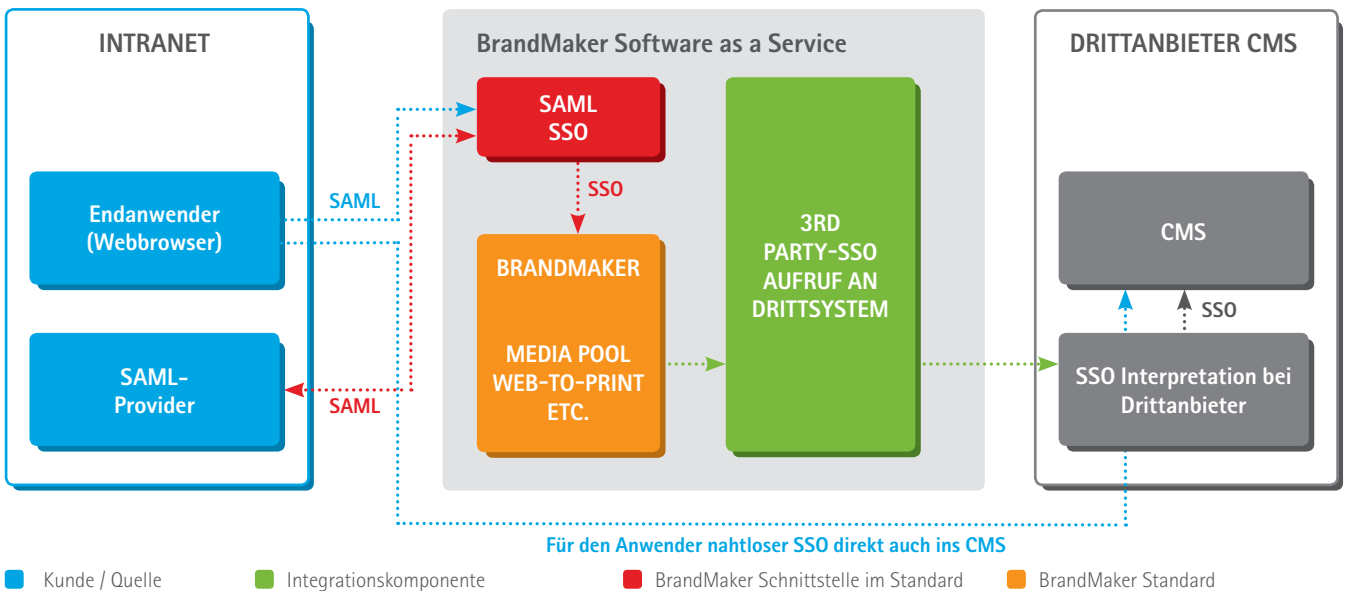 INTRANET
Endanwender
(Webbrowser)
SAML-
Provider
SAML
SAML
BrandMaker Software as a Service
SAML
SSO
SSO
BRANDMAKER
MEDIA POOL
WEB-TO-PRINT
ETC.
3RD
PARTY-SSO
AUFRUF AN
DRITTSYSTEM
DRITTANBIETER CMS
CMS
SSO
SSO Interpretation bei
Drittanbieter
Für den Anwender nahtloser SSO direkt auch ins CMS
Kunde / Quelle
Integrationskomponente
BrandMaker Schnittstelle im Standard
BrandMaker Standard